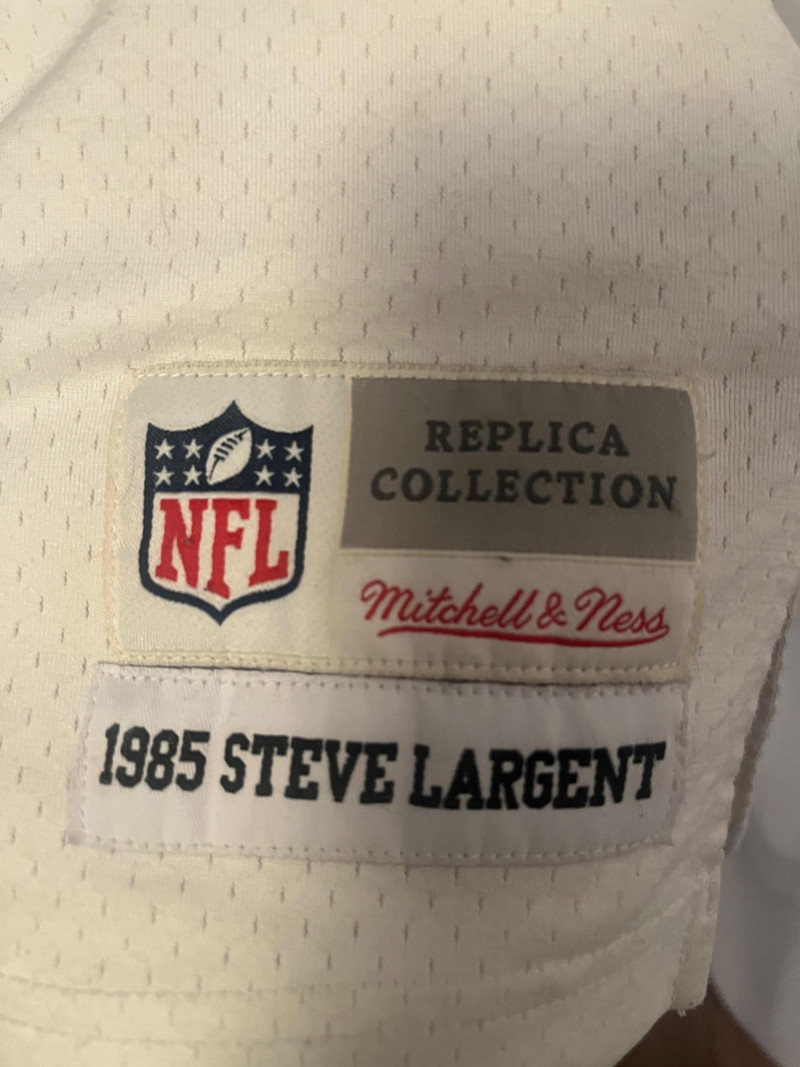 NFL
REPLICA
COLLECTION
Mitchell & Ness
1985 STEVE LARGENT